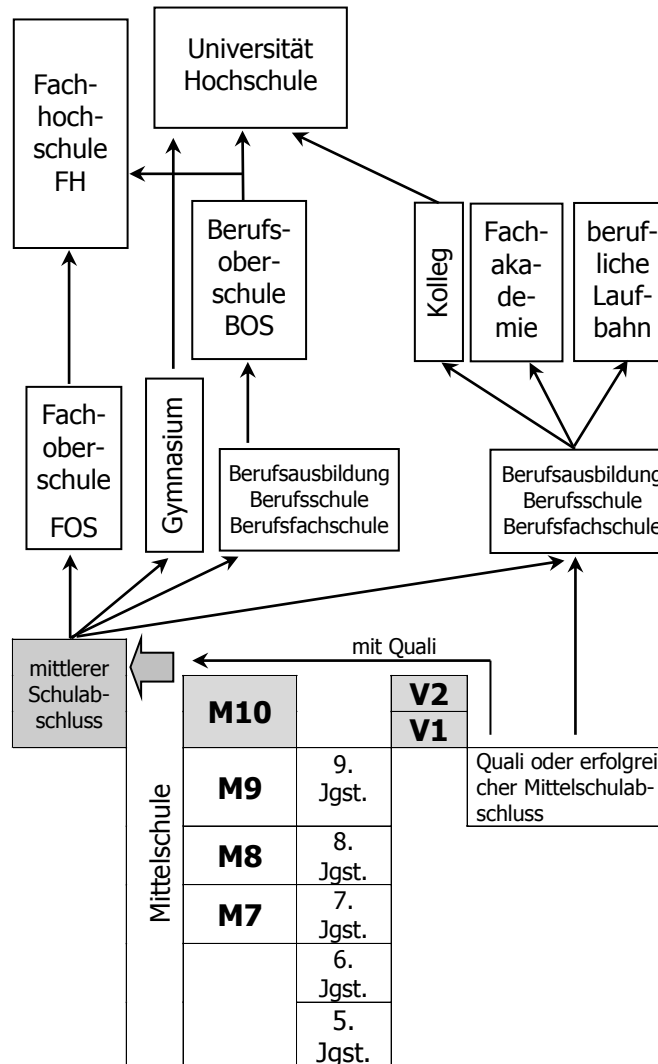 Fach-
hoch-
schule
FH
Universität
Hochschule
Berufs-
ober-
schule
BOS
Kolleg
Fach-
aka-
de-
mie
beruf-
liche
Lauf-
bahn
Fach-
ober-
schule
FOS
Gymnasium
Berufsausbildung
Berufsschule
Berufsfachschule
Berufsausbildung
Berufsschule
Berufsfachschule
mittlerer
Schulab-
schluss
mit Quali
M10
V2
V1
Mittelschule
M9
9.
Jgst.
Quali oder erfolgrei
cher Mittelschulab-
schluss
M8
8.
Jgst.
M7
7.
Jgst.
6.
Jgst.
5.
Jgst.